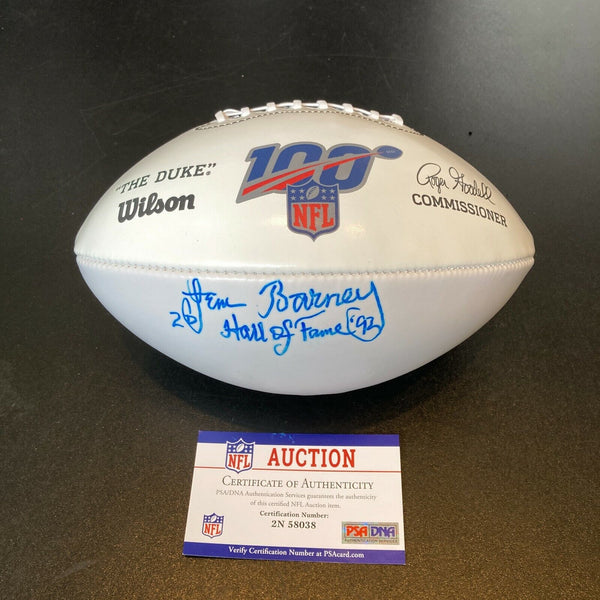 "THE DUKE"®
Wilson
100
NFL
Roger Goodell
COMMISSIONER
Lem Barney
20
Hall of Fame '92
NFL
AUCTION
CERTIFICATE OF AUTHENTICITY
PSA/DNA Authentication Services guarantees the authenticity
of this certified NFL Auction item.
Certification Number:
2N 58038
NFL
PSA/DNA
AUTHENTICATION SERVICES
Verify Certification Number at PSAcard.com